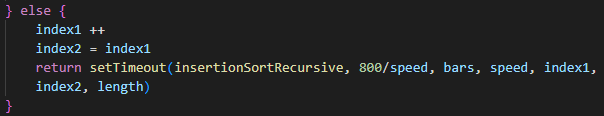 } else {
index1 ++
index2 = index1
return setTimeout(insertionSortRecursive, 800/speed, bars, speed, index1,
index2, length)
}